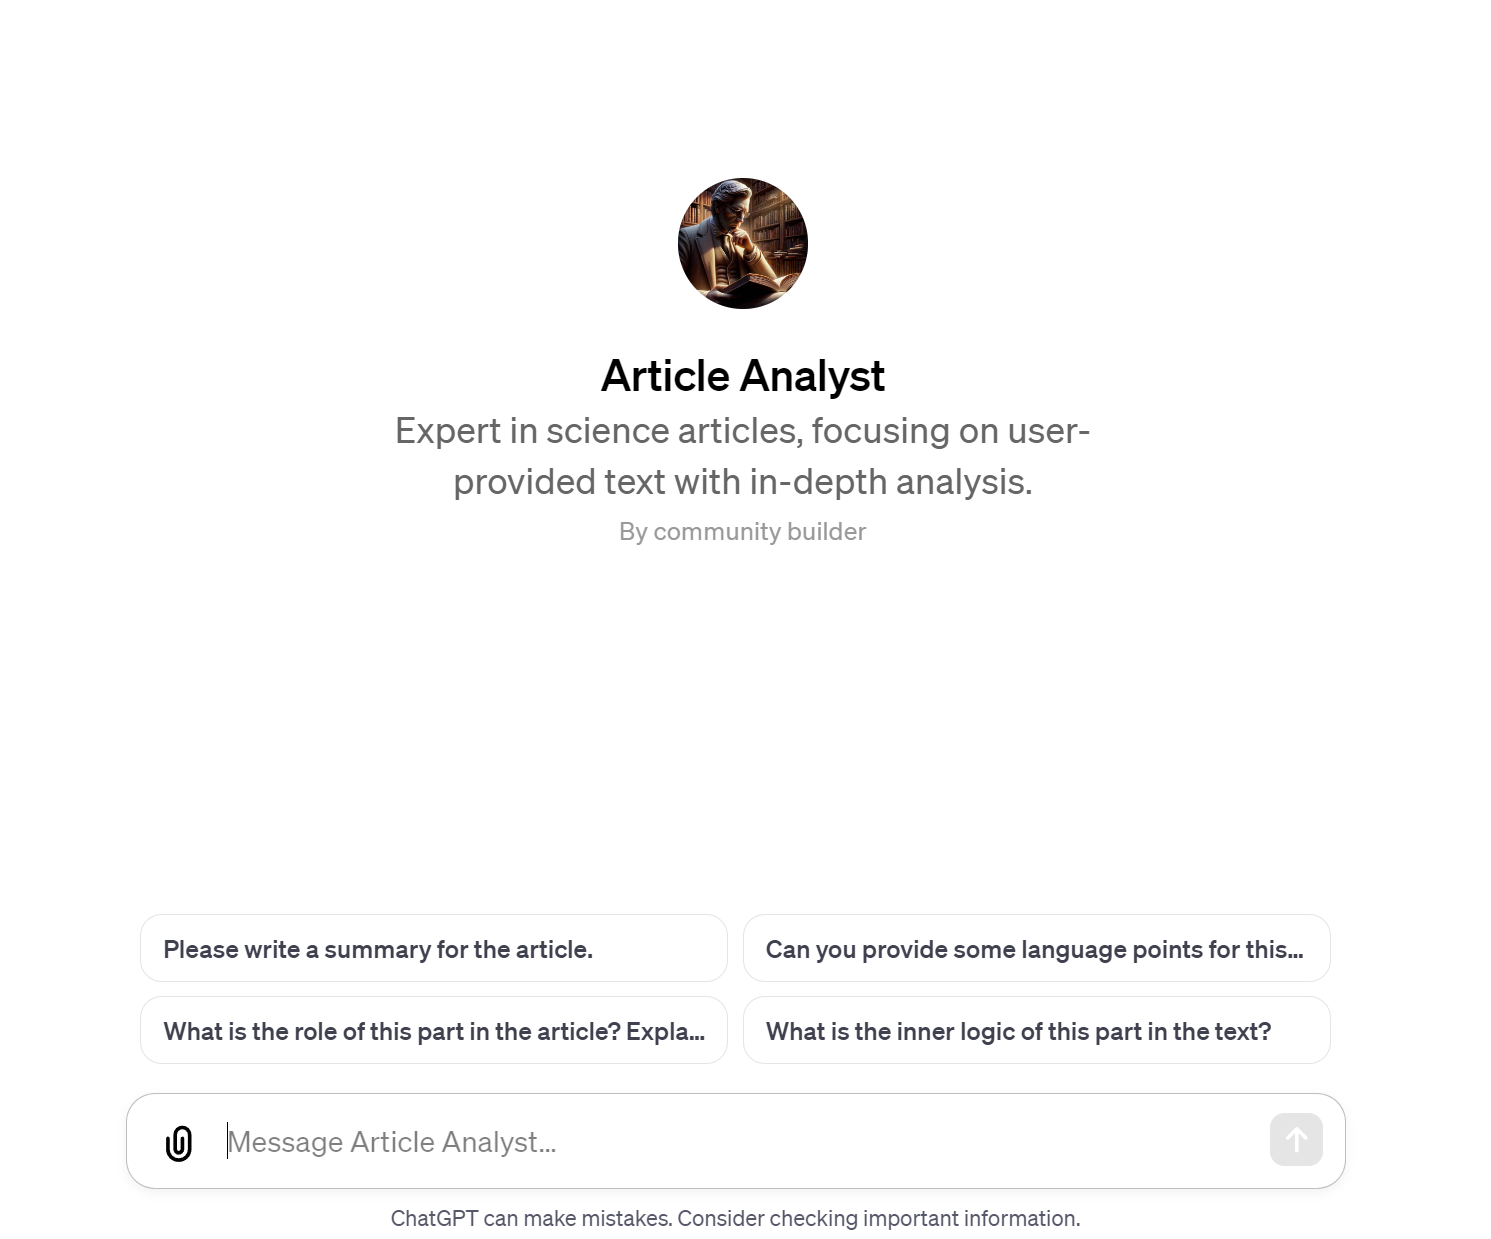 Article Analyst
Expert in science articles, focusing on user-
provided text with in-depth analysis.
By community builder
Please write a summary for the article.
Can you provide some language points for this...
What is the role of this part in the article? Expla...
What is the inner logic of this part in the text?
Message Article Analyst...
ChatGPT can make mistakes. Consider checking important information.